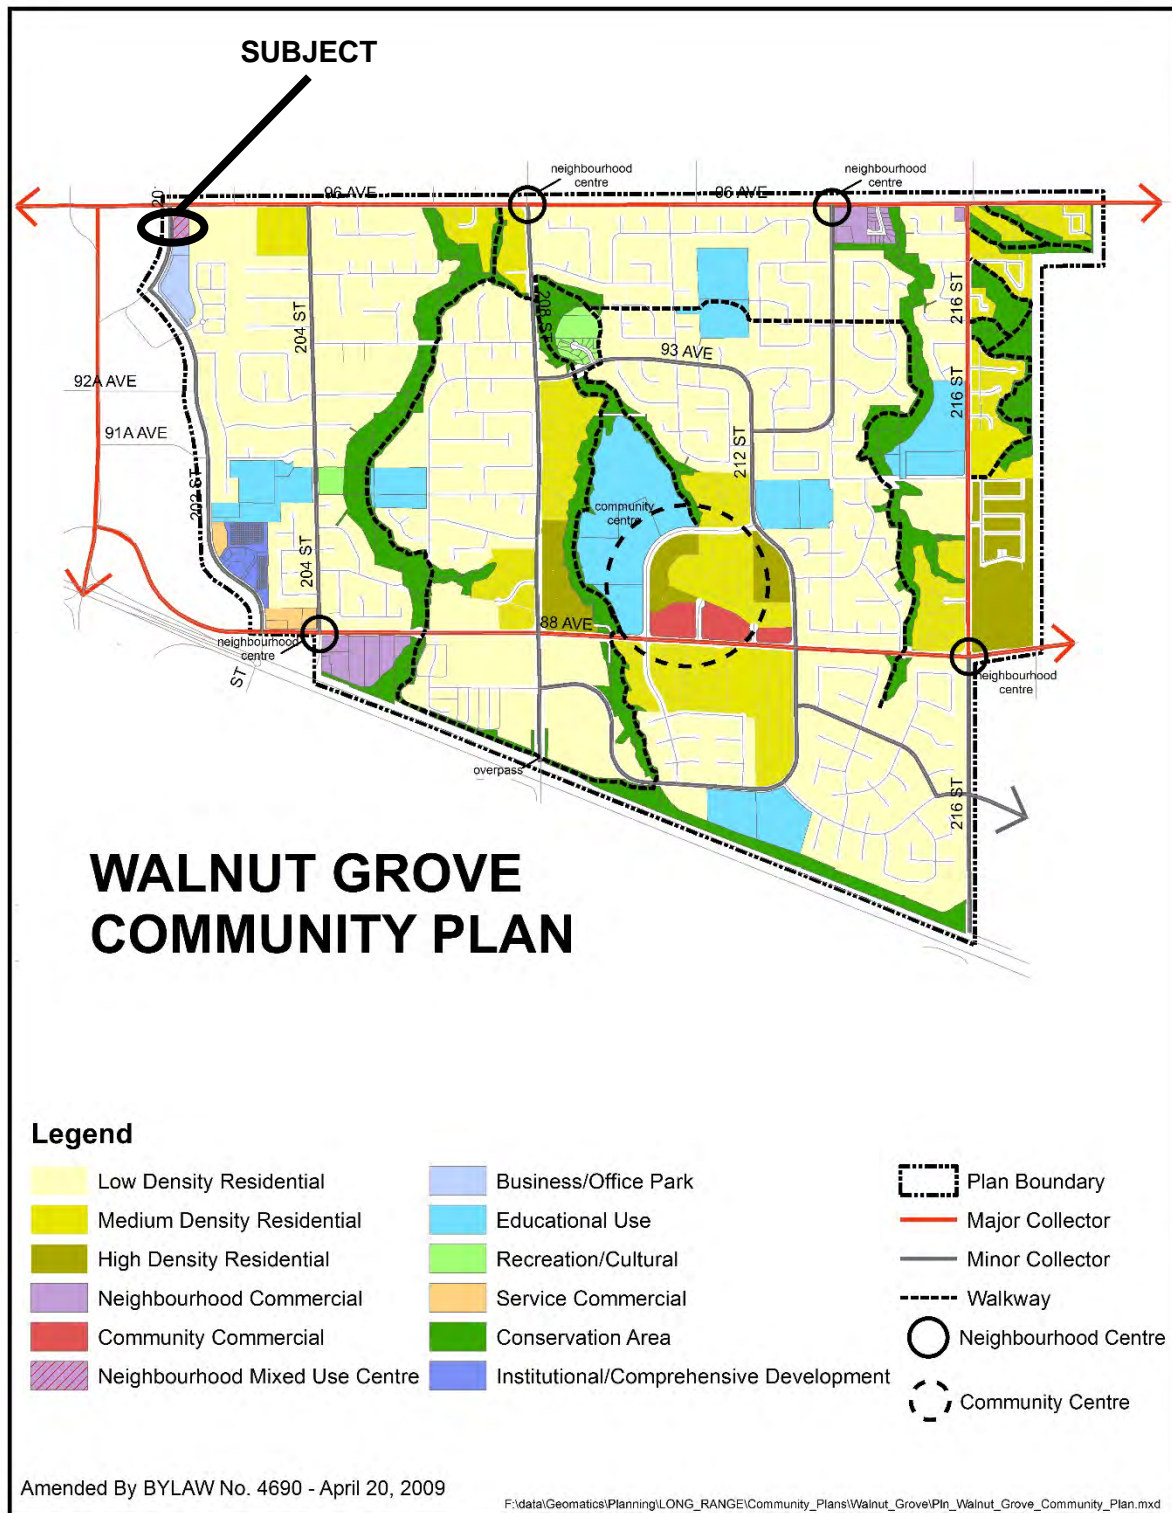 SUBJECT
neighbourhood
centre
neighbourhood
centre
20
96 AVE
96 AVE
204 ST
208 ST
216 ST
93 AVE
92A AVE
216 ST
91A AVE
212 ST
202 ST
community
centre
204 ST
88 AVE
neighbourhood
centre
neighbourhood
centre
ST
overpass
216 ST
WALNUT GROVE
COMMUNITY PLAN
Legend
Low Density Residential
Medium Density Residential
High Density Residential
Neighbourhood Commercial
Community Commercial
Neighbourhood Mixed Use Centre
Business/Office Park
Educational Use
Recreation/Cultural
Service Commercial
Conservation Area
Institutional/Comprehensive Development
Plan Boundary
Major Collector
Minor Collector
Walkway
Neighbourhood Centre
Community Centre
Amended By BYLAW No. 4690 - April 20, 2009
F:\data\Geomatics\Planning\LONG_RANGE\Community_Plans\Walnut_Grove\Pln_Walnut_Grove_Community_Plan.mxd